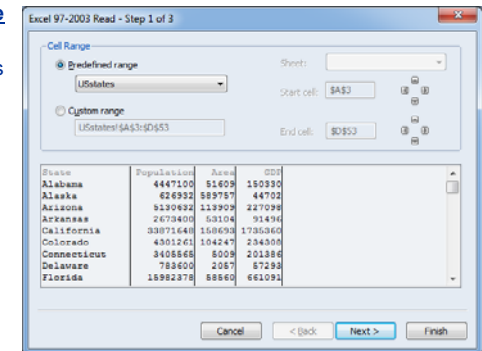 e
s
Excel 97-2003 Read - Step 1 of 3
Cell Range
Predefined range
USstates
Custom range
USstates!$A$3:$D$53
Sheet:
Start cell: $A$3
End cell: $D$53
State Population Area GDP
Alabama 4447100 51609 150330
Alaska 626932 589757 44702
Arizona 5130632 113909 227098
Arkansas 2673400 53104 91496
California 33871648 158693 1735360
Colorado 4301261 104247 234308
Connecticut 3405565 5009 201386
Delaware 783600 2057 57293
Florida 15982378 58560 661091
Cancel < Back Next > Finish